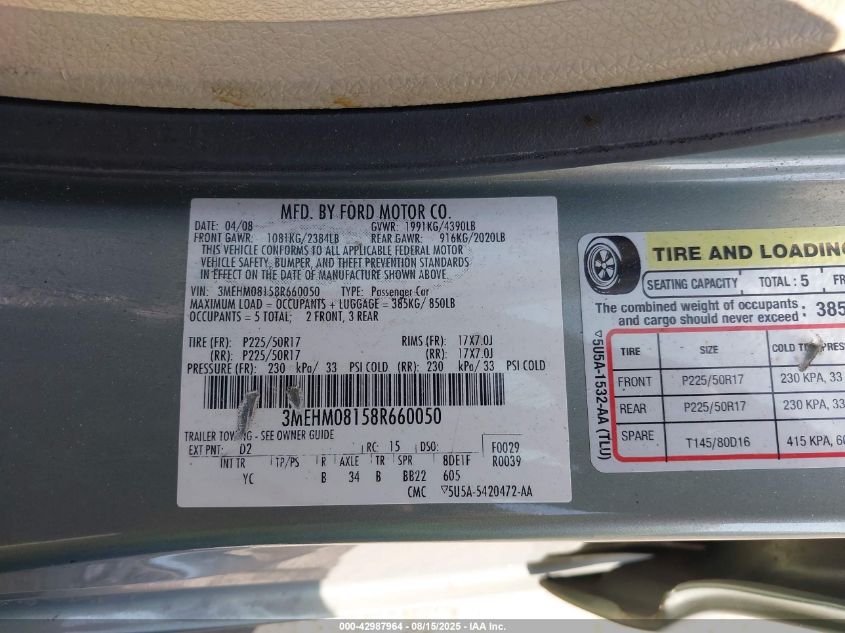 MFD. BY FORD MOTOR CO.
DATE: 04/08 GVWR: 1991KG/4390LB
FRONT GAWR: 1081KG/2384LB REAR GAWR: 916KG/2020LB
THIS VEHICLE CONFORMS TO ALL APPLICABLE FEDERAL MOTOR
VEHICLE SAFETY, BUMPER, AND THEFT PREVENTION STANDARDS
IN EFFECT ON THE DATE OF MANUFACTURE SHOWN ABOVE.
VIN: 3MEHM08158R660050 TYPE: Passenger Car
MAXIMUM LOAD = OCCUPANTS + LUGGAGE = 385KG/ 850LB
OCCUPANTS = 5 TOTAL; 2 FRONT, 3 REAR
TIRE (FR): P225/50R17 RIMS (FR): 17X7.0J
(RR): P225/50R17 (RR): 17X7.0J
PRESSURE (FR): 230 kPa/ 33 PSI COLD (RR): 230 kPa/ 33 PSI COLD
3MEHM08158R660050
TRAILER TOWING - SEE OWNER GUIDE
EXT PNT: D2 RC: 15 DSO: F0029
INT TR TP/PS R AXLE TR SPR 8DE1F R0039
YC B 34 B BB22 605
CMC ▽5U5A-5420472-AA
TIRE AND LOADING
SEATING CAPACITY TOTAL: 5 FR
The combined weight of occupants
and cargo should never exceed : 385
TIRE SIZE COLD PRESS
FRONT P225/50R17 230 KPA, 33
REAR P225/50R17 230 KPA, 33
SPARE T145/80D16 415 KPA, 60
▽5U5A-1532-AA (TLU)
000-42987964 08/15/2025 - IAA Inc.